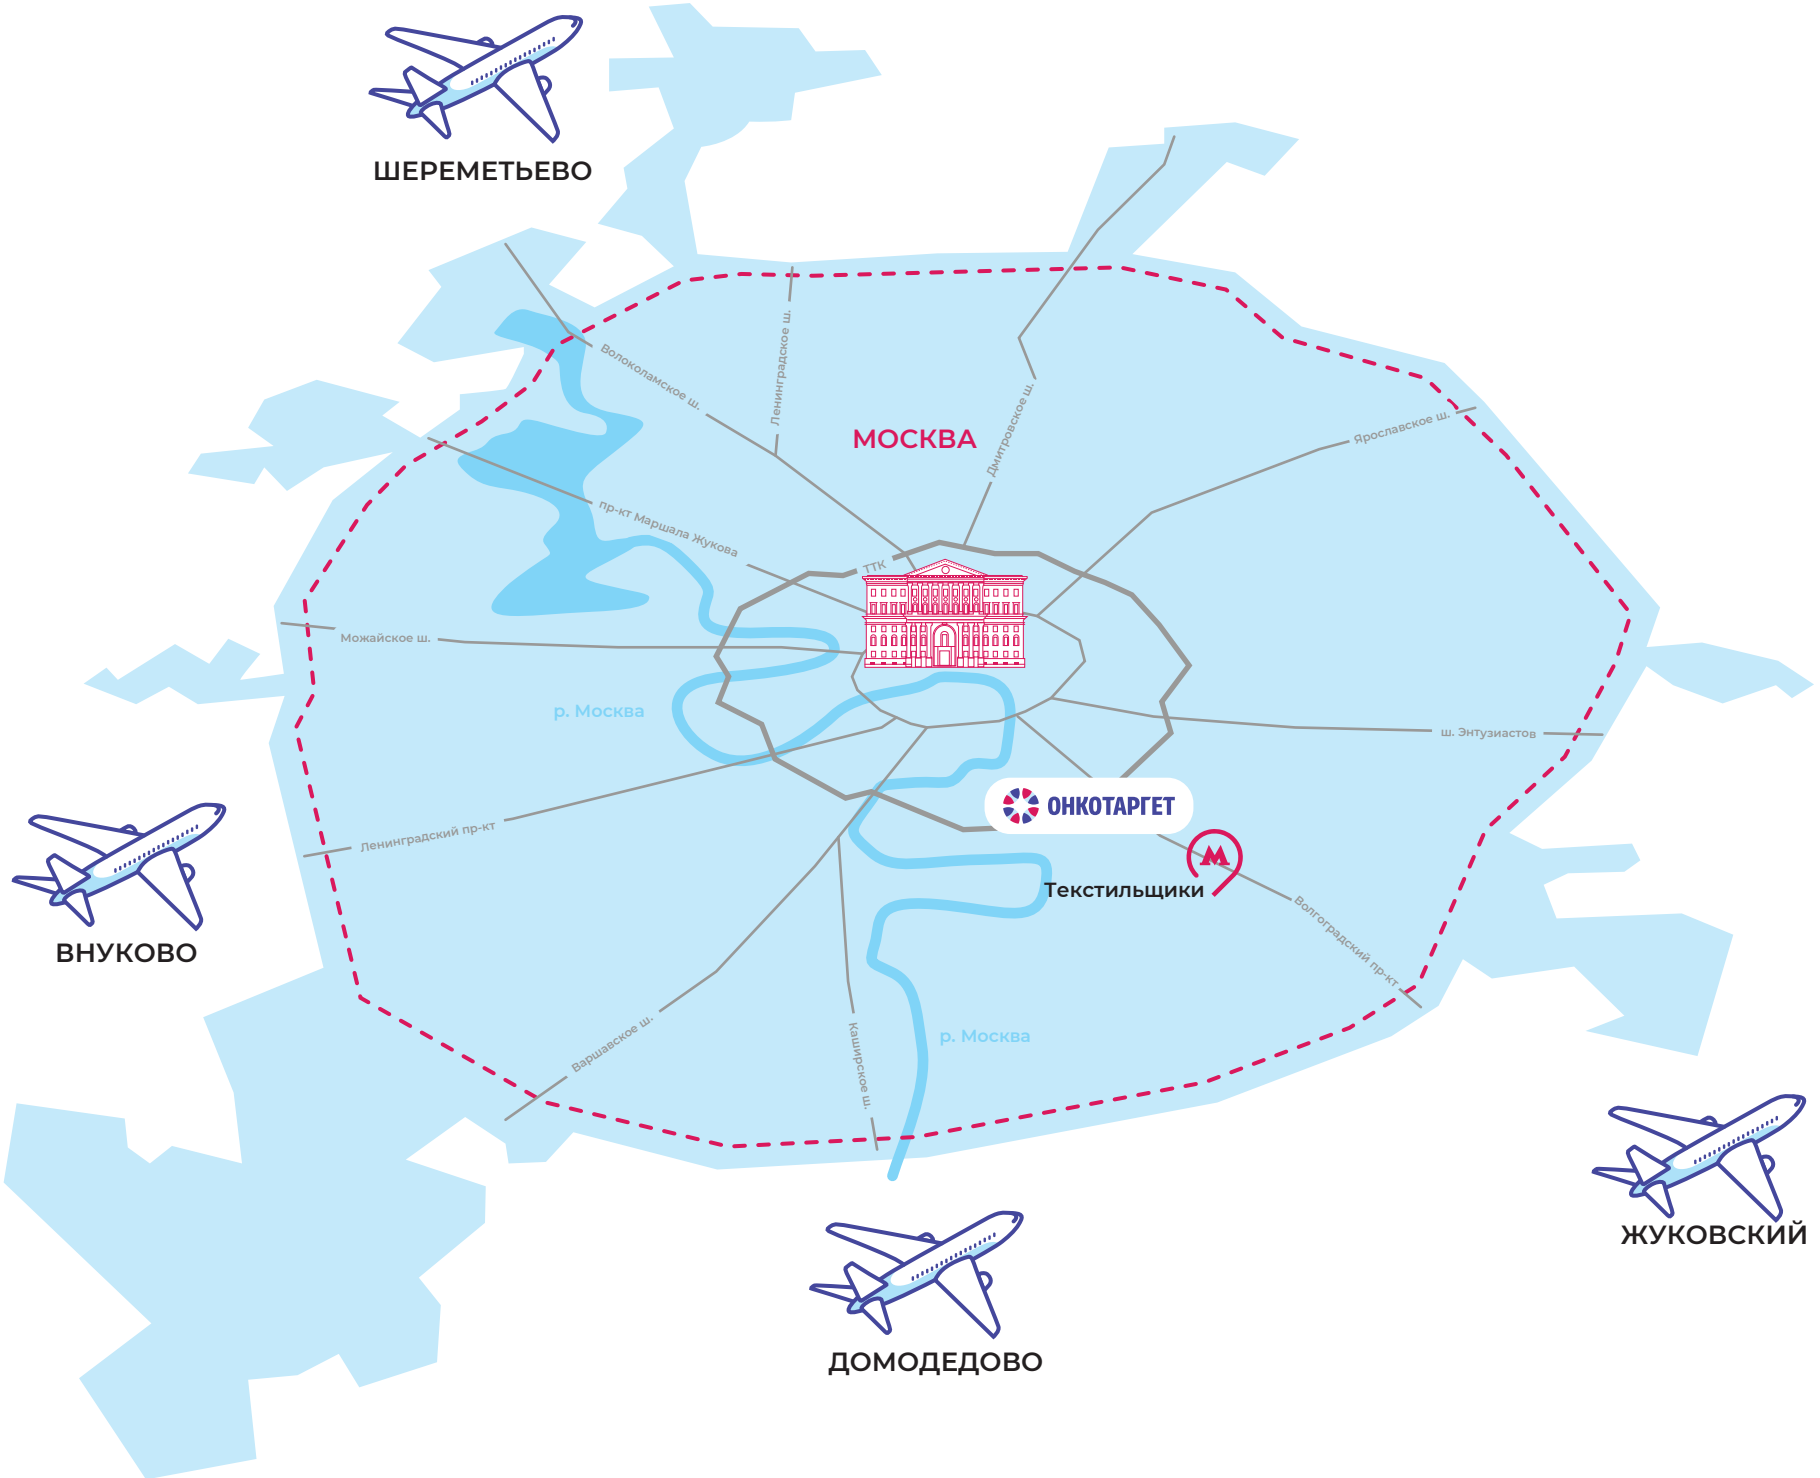 ШЕРЕМЕТЬЕВО
Волоколамское ш.
Ленинградское ш.
МОСКВА
Дмитровское ш.
Ярославское ш.
пр-кт Маршала Жукова
ТТК
Можайское ш.
р. Москва
ш. Энтузиастов
ОНКОТАРГЕТ
Ленинградский пр-кт
М
Текстильщики
Волгоградский пр-кт
ВНУКОВО
р. Москва
Варшавское ш.
Каширское ш.
ЖУКОВСКИЙ
ДОМОДЕДОВО